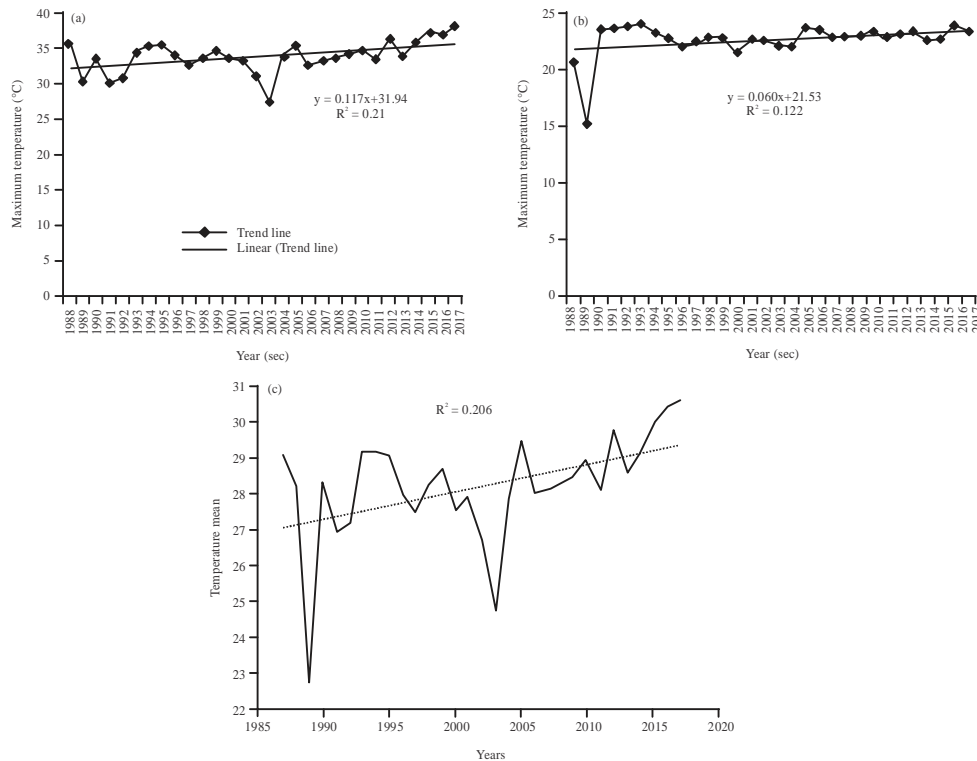 (a)
Maximum temperature (°C)
40
35
30
25
20
15
10
5
0
y = 0.117x+31.94
R² = 0.21
Trend line
Linear (Trend line)
1988 1989 1990 1991 1992 1993 1994 1995 1996 1997 1998 1999 2000 2001 2002 2003 2004 2005 2006 2007 2008 2009 2010 2011 2012 2013 2014 2015 2016 2017
Year (sec)
(b)
Maximum temperature (°C)
25
20
15
10
5
0
y = 0.060x+21.53
R² = 0.122
1988 1989 1990 1991 1992 1993 1994 1995 1996 1997 1998 1999 2000 2001 2002 2003 2004 2005 2006 2007 2008 2009 2010 2011 2012 2013 2014 2015 2016 2017
Year (sec)
(c)
Temperature mean
31
30
29
28
27
26
25
24
23
22
R² = 0.206
1985 1990 1995 2000 2005 2010 2015 2020
Years